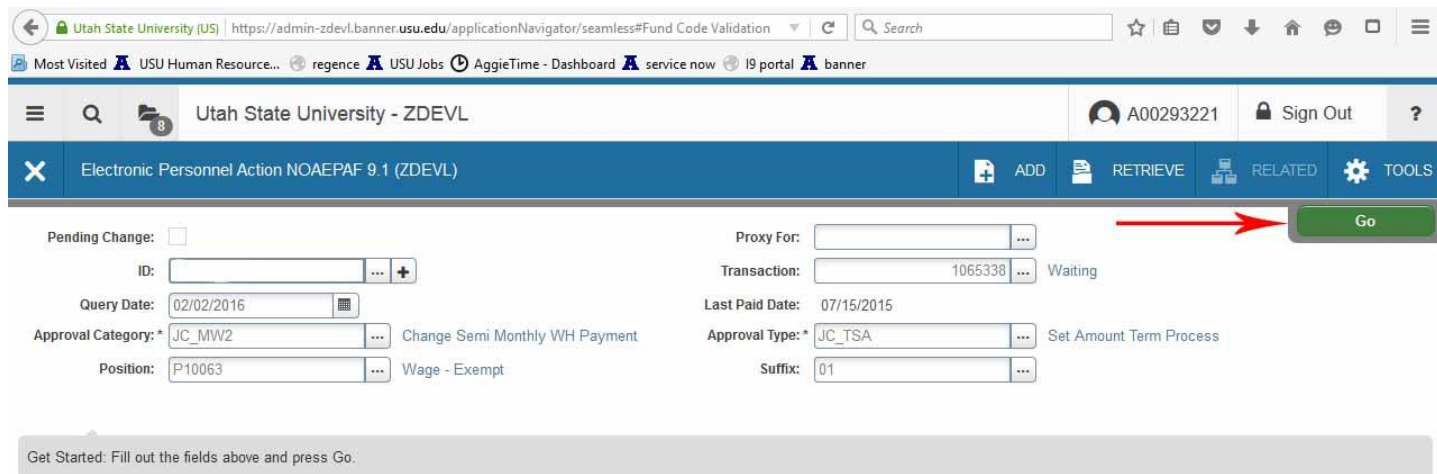 Utah State University (US) https://admin-zdevl.banner.usu.edu/applicationNavigator/seamless#Fund Code Validation Search
Most Visited USU Human Resource... regence USU Jobs AggieTime - Dashboard service now I9 portal banner
8 Utah State University - ZDEVL A00293221 Sign Out ?
Electronic Personnel Action NOAEPAF 9.1 (ZDEVL) ADD RETRIEVE RELATED TOOLS
Go
Pending Change: Proxy For: ...
ID: ... + Transaction: 1065338 ... Waiting
Query Date: 02/02/2016 Last Paid Date: 07/15/2015
Approval Category: * JC_MW2 ... Change Semi Monthly WH Payment Approval Type: * JC_TSA ... Set Amount Term Process
Position: P10063 ... Wage - Exempt Suffix: 01 ...
Get Started: Fill out the fields above and press Go.